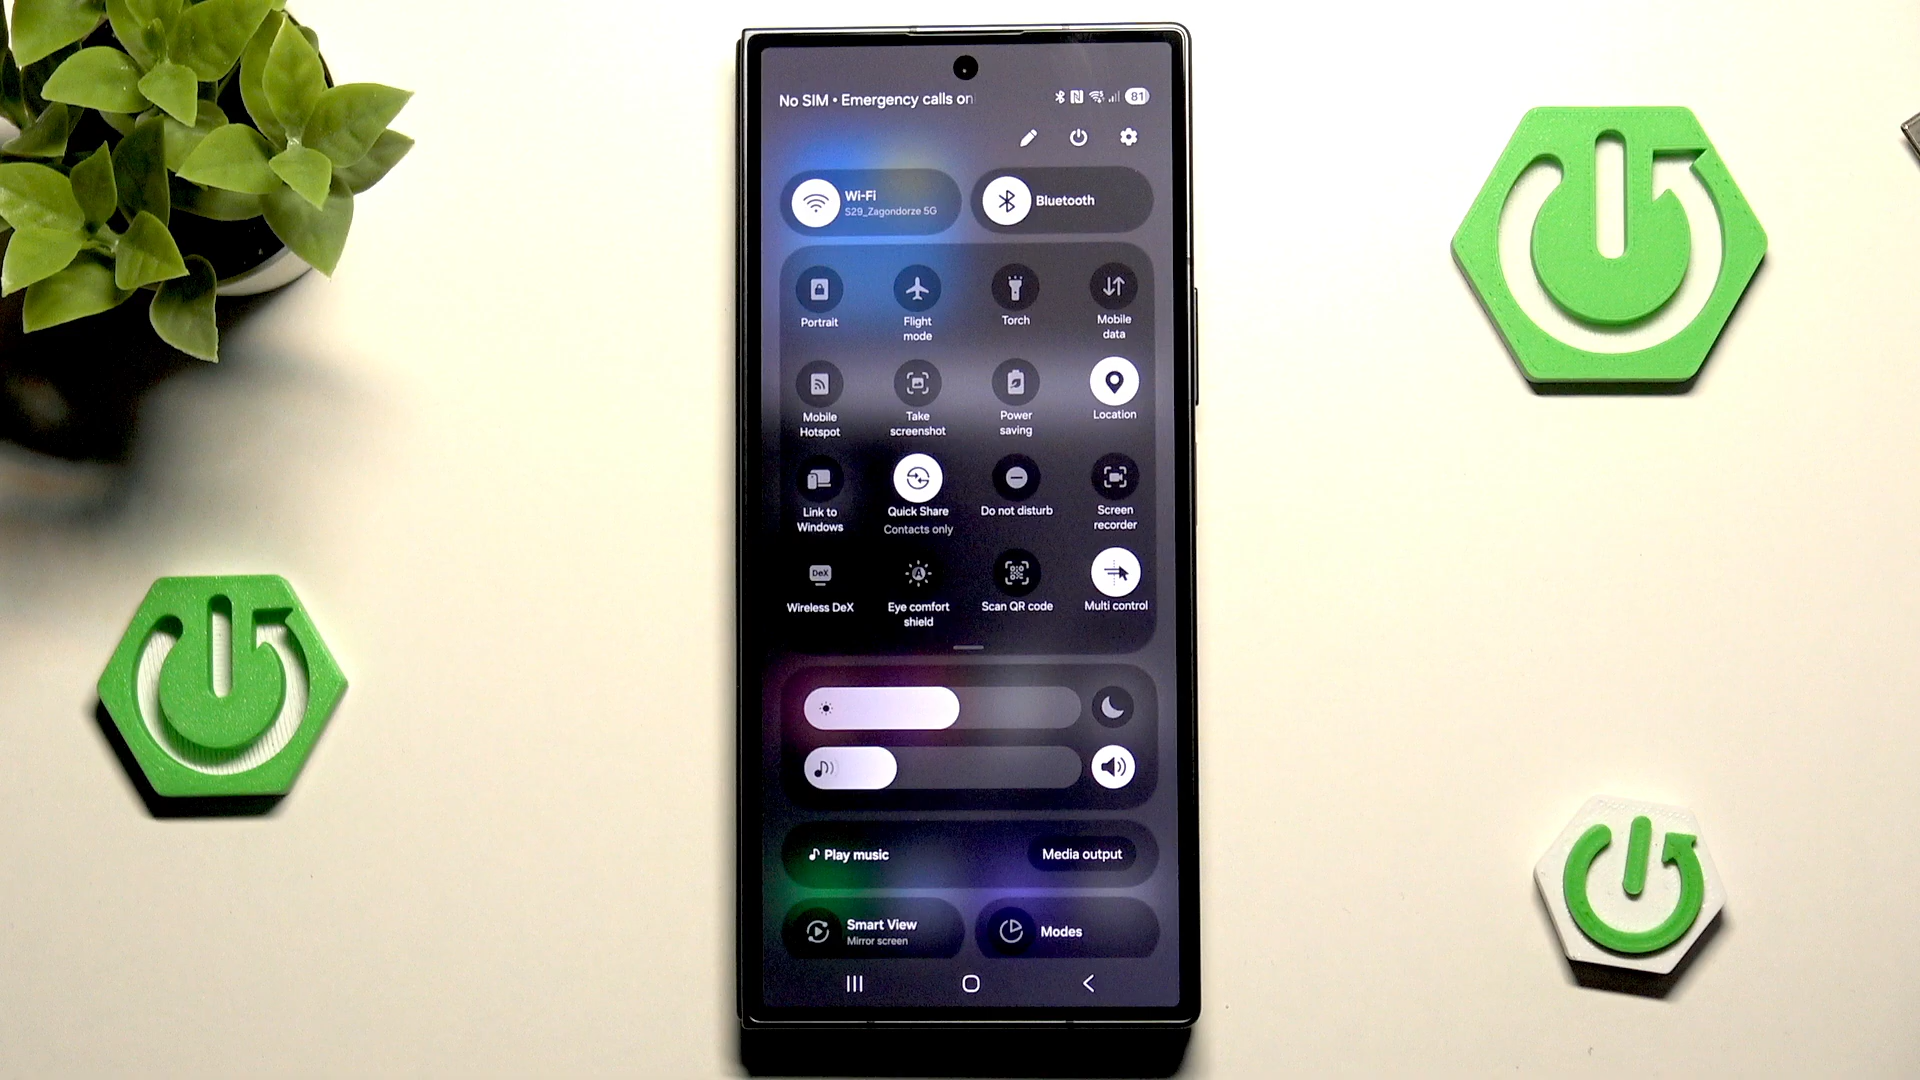 No SIM • Emergency calls on
81
Wi-Fi
S29_Zagondorze 5G
Bluetooth
Portrait
Flight
mode
Torch
Mobile
data
Mobile
Hotspot
Take
screenshot
Power
saving
Location
Link to
Windows
Quick Share
Contacts only
Do not disturb
Screen
recorder
DeX
Wireless DeX
A
Eye comfort
shield
Scan QR code
Multi control
Play music
Media output
Smart View
Mirror screen
Modes